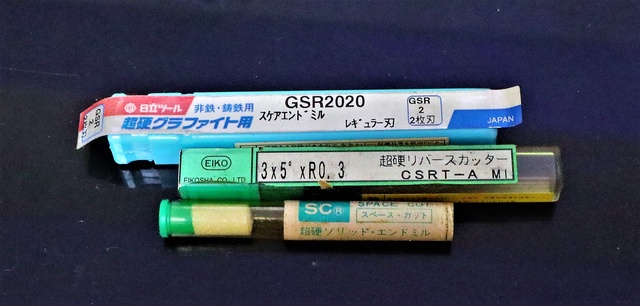 日立ツール
非鉄・鋳鉄用
超硬グラファイト用
GSR2020
スケアエンドミル
レギュラー刃
GSR
2
2枚刃
JAPAN
GSR
2
EIKO
EIKOSHA CO.,LTD
3x5°xR0.3
超硬リバースカッター
CSRT-A MI
SC®
SPACE CUT
スペース・カット
超硬ソリッド・エンドミル